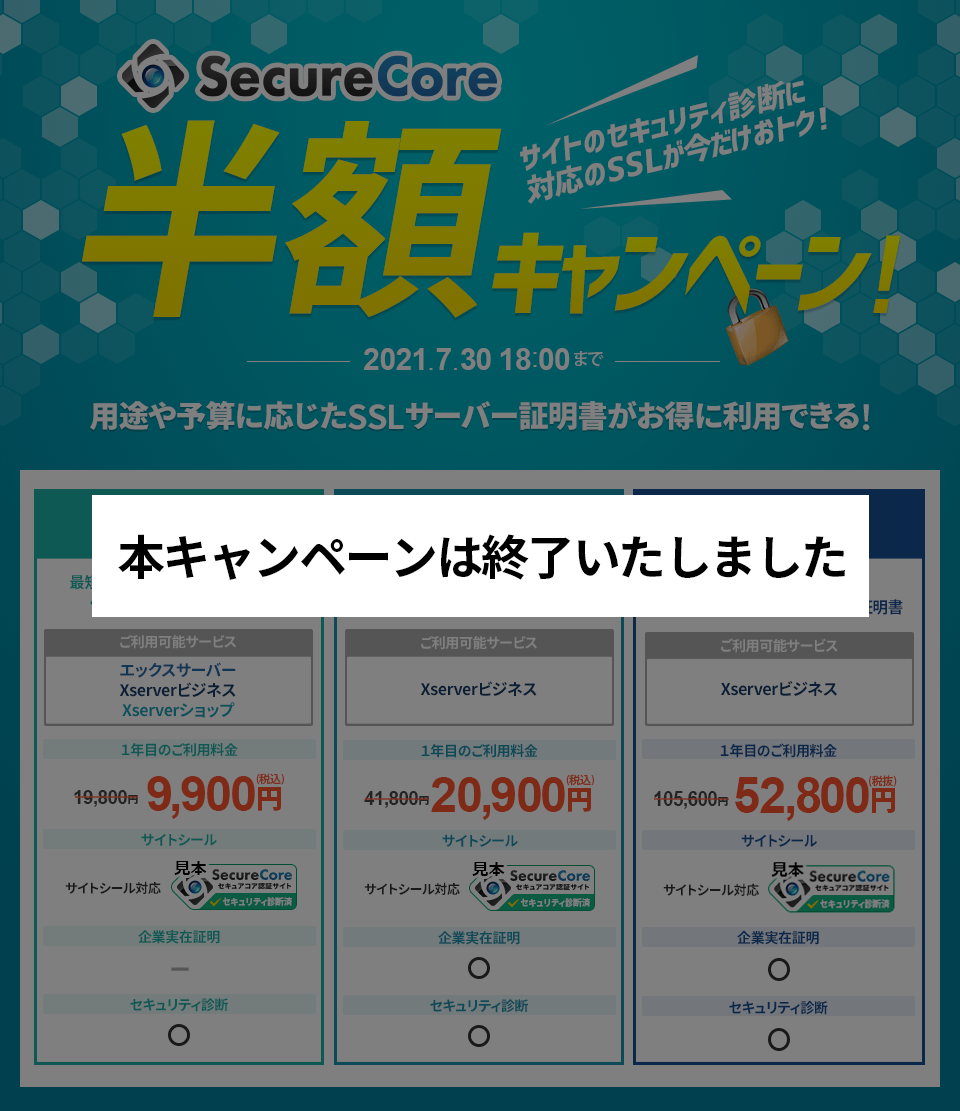 SecureCore
サイトのセキュリティ診断に
対応のSSLが今だけおトク!
半額キャンペーン!
2021.7.30 18:00まで
用途や予算に応じたSSLサーバー証明書がお得に利用できる!
本キャンペーンは終了いたしました
最短
証明書
ご利用可能サービス
エックスサーバー
Xserverビジネス
Xserverショップ
1年目のご利用料金
19,800円 9,900円(税込)
サイトシール
サイトシール対応
見本
SecureCore
セキュアコア認証サイト
セキュリティ診断済
企業実在証明
ー
セキュリティ診断
○
ご利用可能サービス
Xserverビジネス
1年目のご利用料金
41,800円 20,900円(税込)
サイトシール
サイトシール対応
見本
SecureCore
セキュアコア認証サイト
セキュリティ診断済
企業実在証明
○
セキュリティ診断
○
ご利用可能サービス
Xserverビジネス
1年目のご利用料金
105,600円 52,800円(税抜)
サイトシール
サイトシール対応
見本
SecureCore
セキュアコア認証サイト
セキュリティ診断済
企業実在証明
○
セキュリティ診断
○